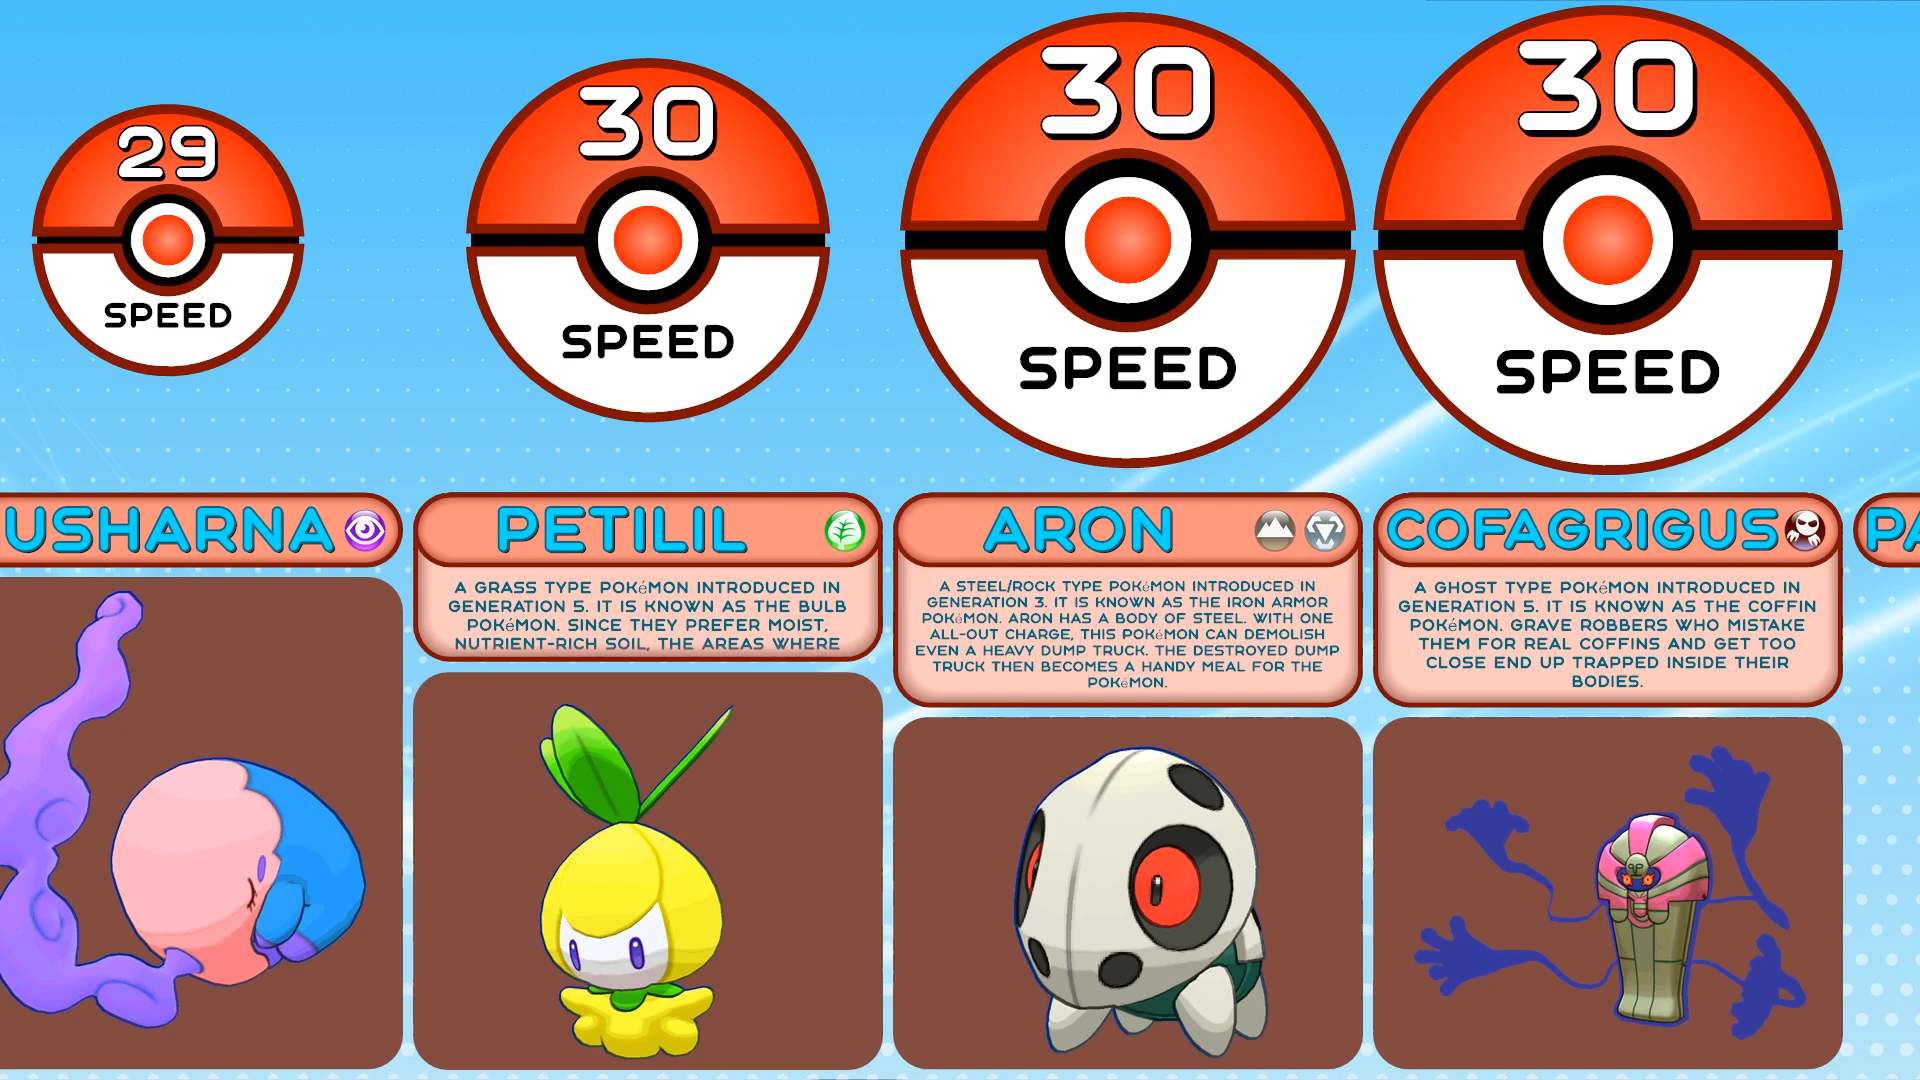 29
SPEED
30
SPEED
30
SPEED
30
SPEED
USHARNA
PETILIL
A GRASS TYPE POKéMON INTRODUCED IN
GENERATION 5. IT IS KNOWN AS THE BULB
POKéMON. SINCE THEY PREFER MOIST,
NUTRIENT-RICH SOIL, THE AREAS WHERE
ARON
A STEEL/ROCK TYPE POKéMON INTRODUCED IN
GENERATION 3. IT IS KNOWN AS THE IRON ARMOR
POKéMON. ARON HAS A BODY OF STEEL. WITH ONE
ALL-OUT CHARGE, THIS POKéMON CAN DEMOLISH
EVEN A HEAVY DUMP TRUCK. THE DESTROYED DUMP
TRUCK THEN BECOMES A HANDY MEAL FOR THE
POKéMON.
COFAGRIGUS
A GHOST TYPE POKéMON INTRODUCED IN
GENERATION 5. IT IS KNOWN AS THE COFFIN
POKéMON. GRAVE ROBBERS WHO MISTAKE
THEM FOR REAL COFFINS AND GET TOO
CLOSE END UP TRAPPED INSIDE THEIR
BODIES.
PA